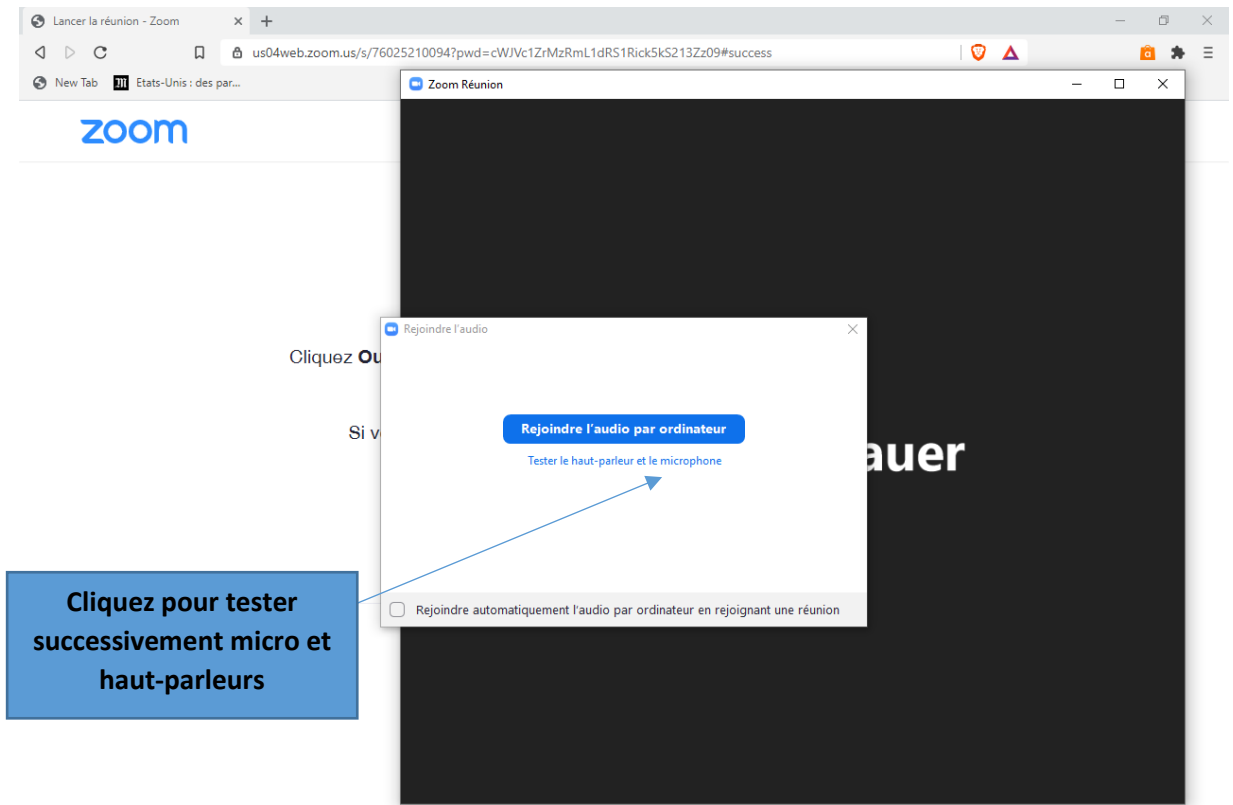 Lancer la réunion - Zoom
us04web.zoom.us/s/76025210094?pwd=cWJVc1ZrMzRmL1dRS1Rick5kS213Zz09#success
New Tab
Etats-Unis : des par...
Zoom Réunion
zoom
Rejoindre l'audio
Cliquez Ou
Rejoindre l'audio par ordinateur
Si v
Tester le haut-parleur et le microphone
auer
Cliquez pour tester
successivement micro et
haut-parleurs
Rejoindre automatiquement l'audio par ordinateur en rejoignant une réunion